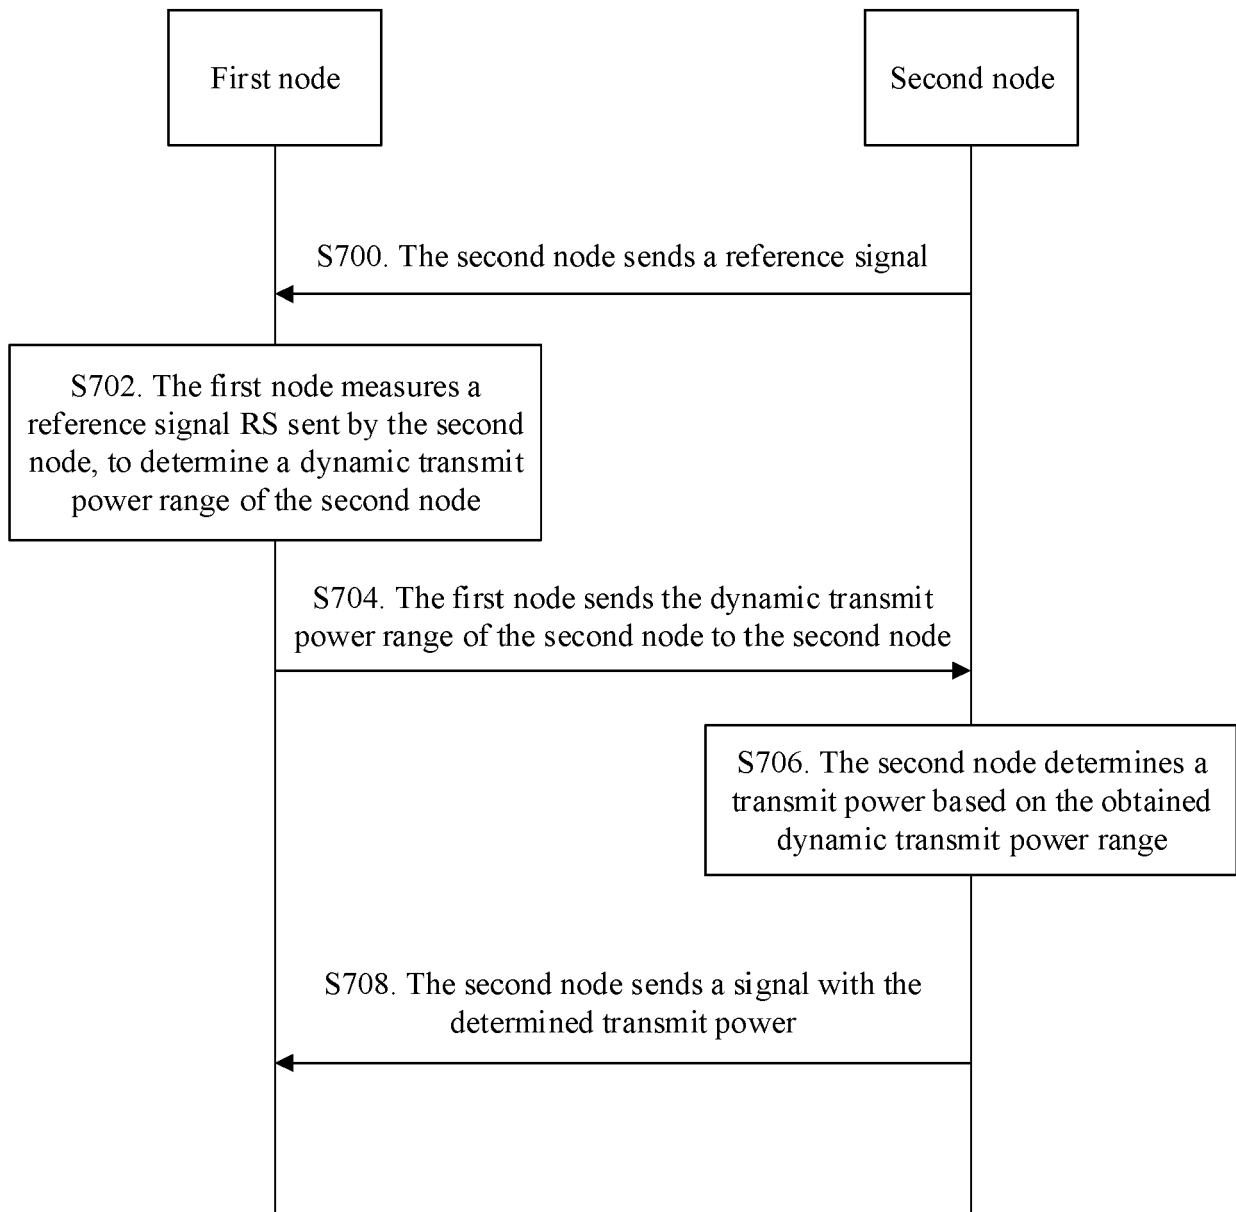 First node
Second node
S700. The second node sends a reference signal
S702. The first node measures a
reference signal RS sent by the second
node, to determine a dynamic transmit
power range of the second node
S704. The first node sends the dynamic transmit
power range of the second node to the second node
S706. The second node determines a
transmit power based on the obtained
dynamic transmit power range
S708. The second node sends a signal with the
determined transmit power